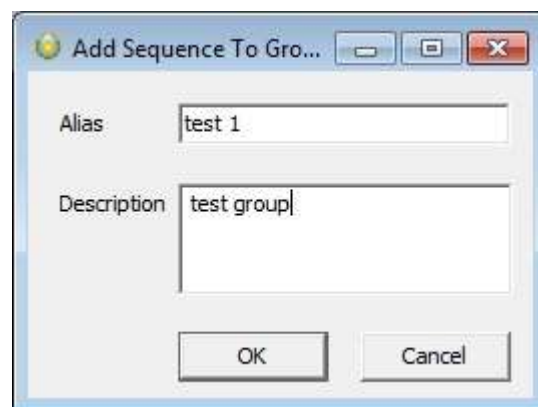 Add Sequence To Gro...
Alias test 1
Description test group
OK Cancel